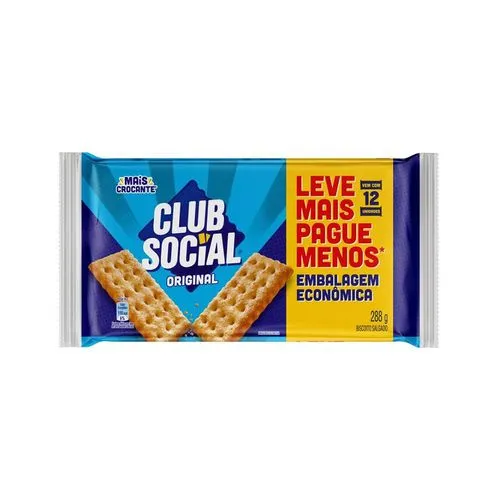 MAIS
CROCANTE
CLUB
SOCIAL
ORIGINAL
LEVE
MAIS
PAGUE
MENOS*
VEM COM
12
UNIDADES
EMBALAGEM
ECONÔMICA
288 g
BISCOITO SALGADO